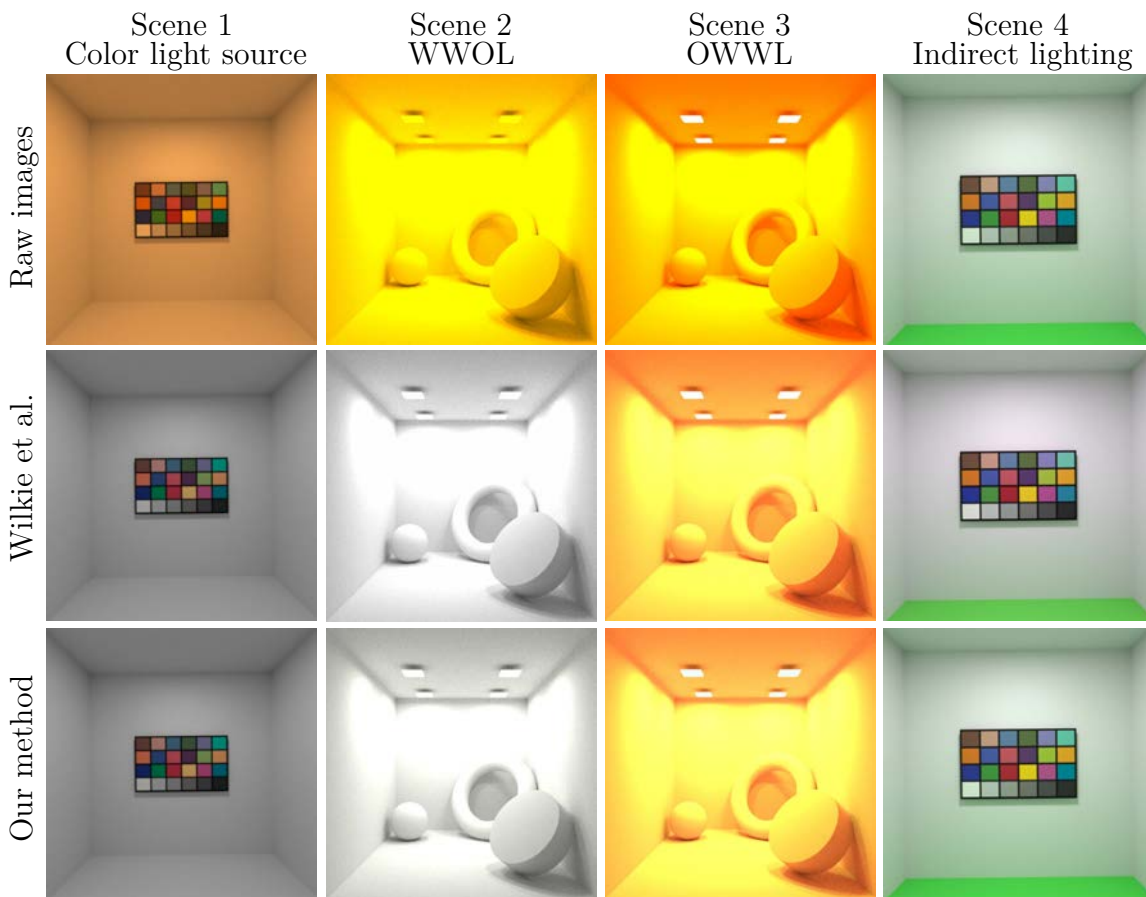 Scene 1
Color light source
Scene 2
WWOL
Scene 3
OWWL
Scene 4
Indirect lighting
Raw images
Wilkie et al.
Our method